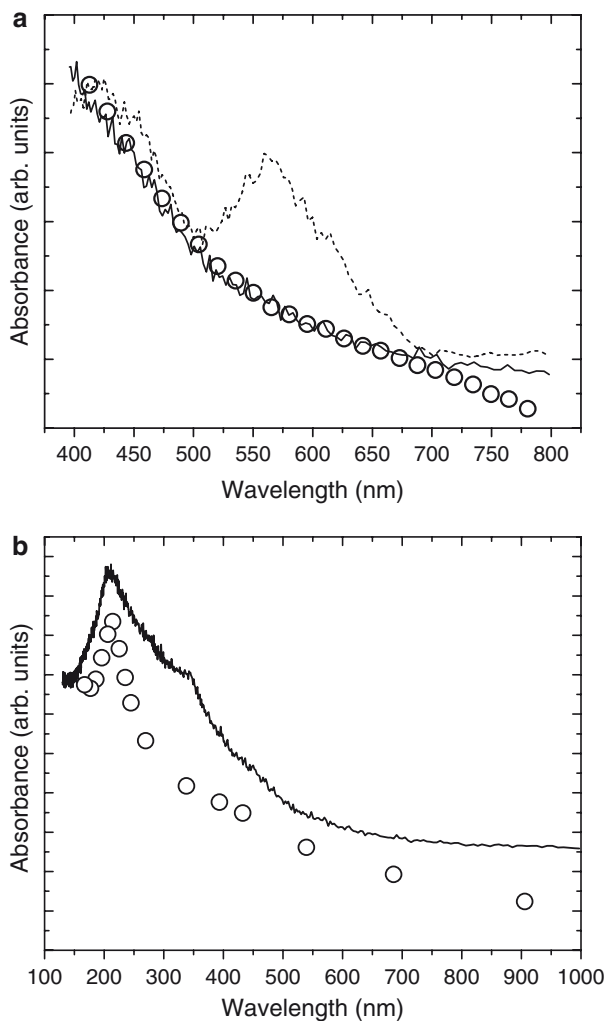 a
Absorbance (arb. units)
400 450 500 550 600 650 700 750 800
Wavelength (nm)
b
Absorbance (arb. units)
100 200 300 400 500 600 700 800 900 1000
Wavelength (nm)